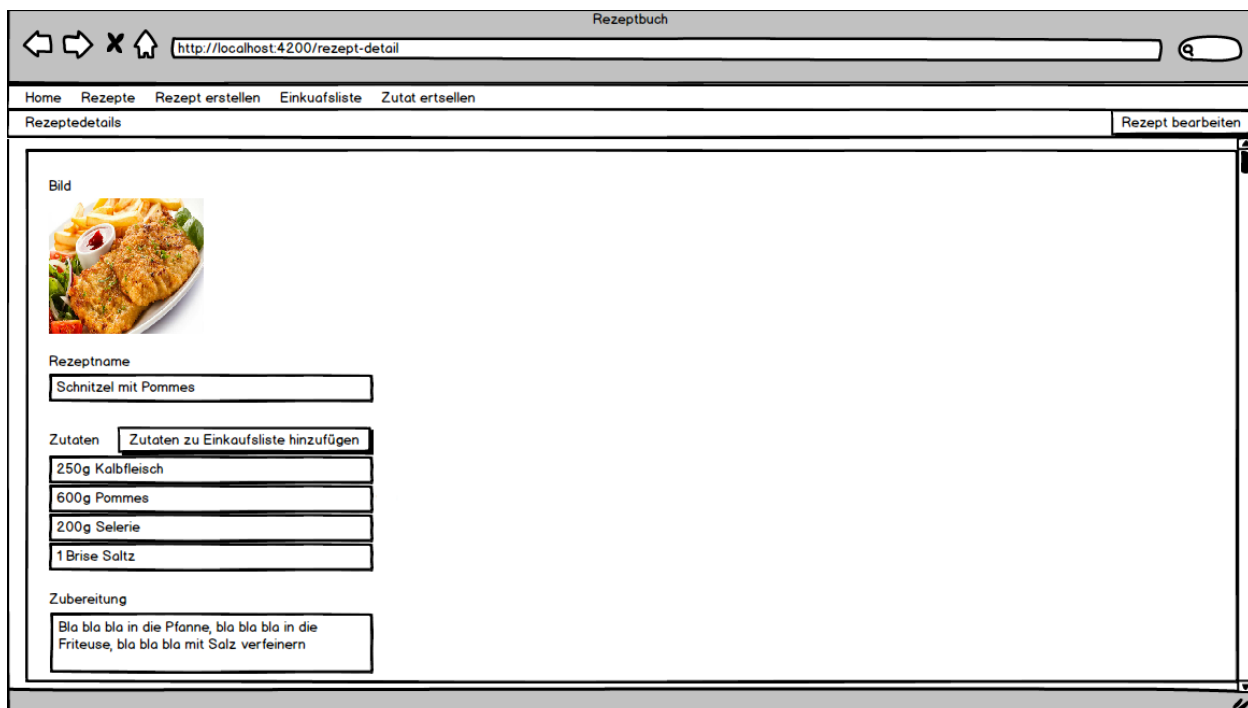 Rezeptbuch
http://localhost:4200/rezept-detail
Home Rezepte Rezept erstellen Einkuafsliste Zutat ertsellen
Rezeptedetails Rezept bearbeiten
Bild
Rezeptname
Schnitzel mit Pommes
Zutaten Zutaten zu Einkaufsliste hinzufügen
250g Kalbfleisch
600g Pommes
200g Selerie
1 Brise Saltz
Zubereitung
Bla bla bla in die Pfanne, bla bla bla in die
Friteuse, bla bla bla mit Salz verfeinern